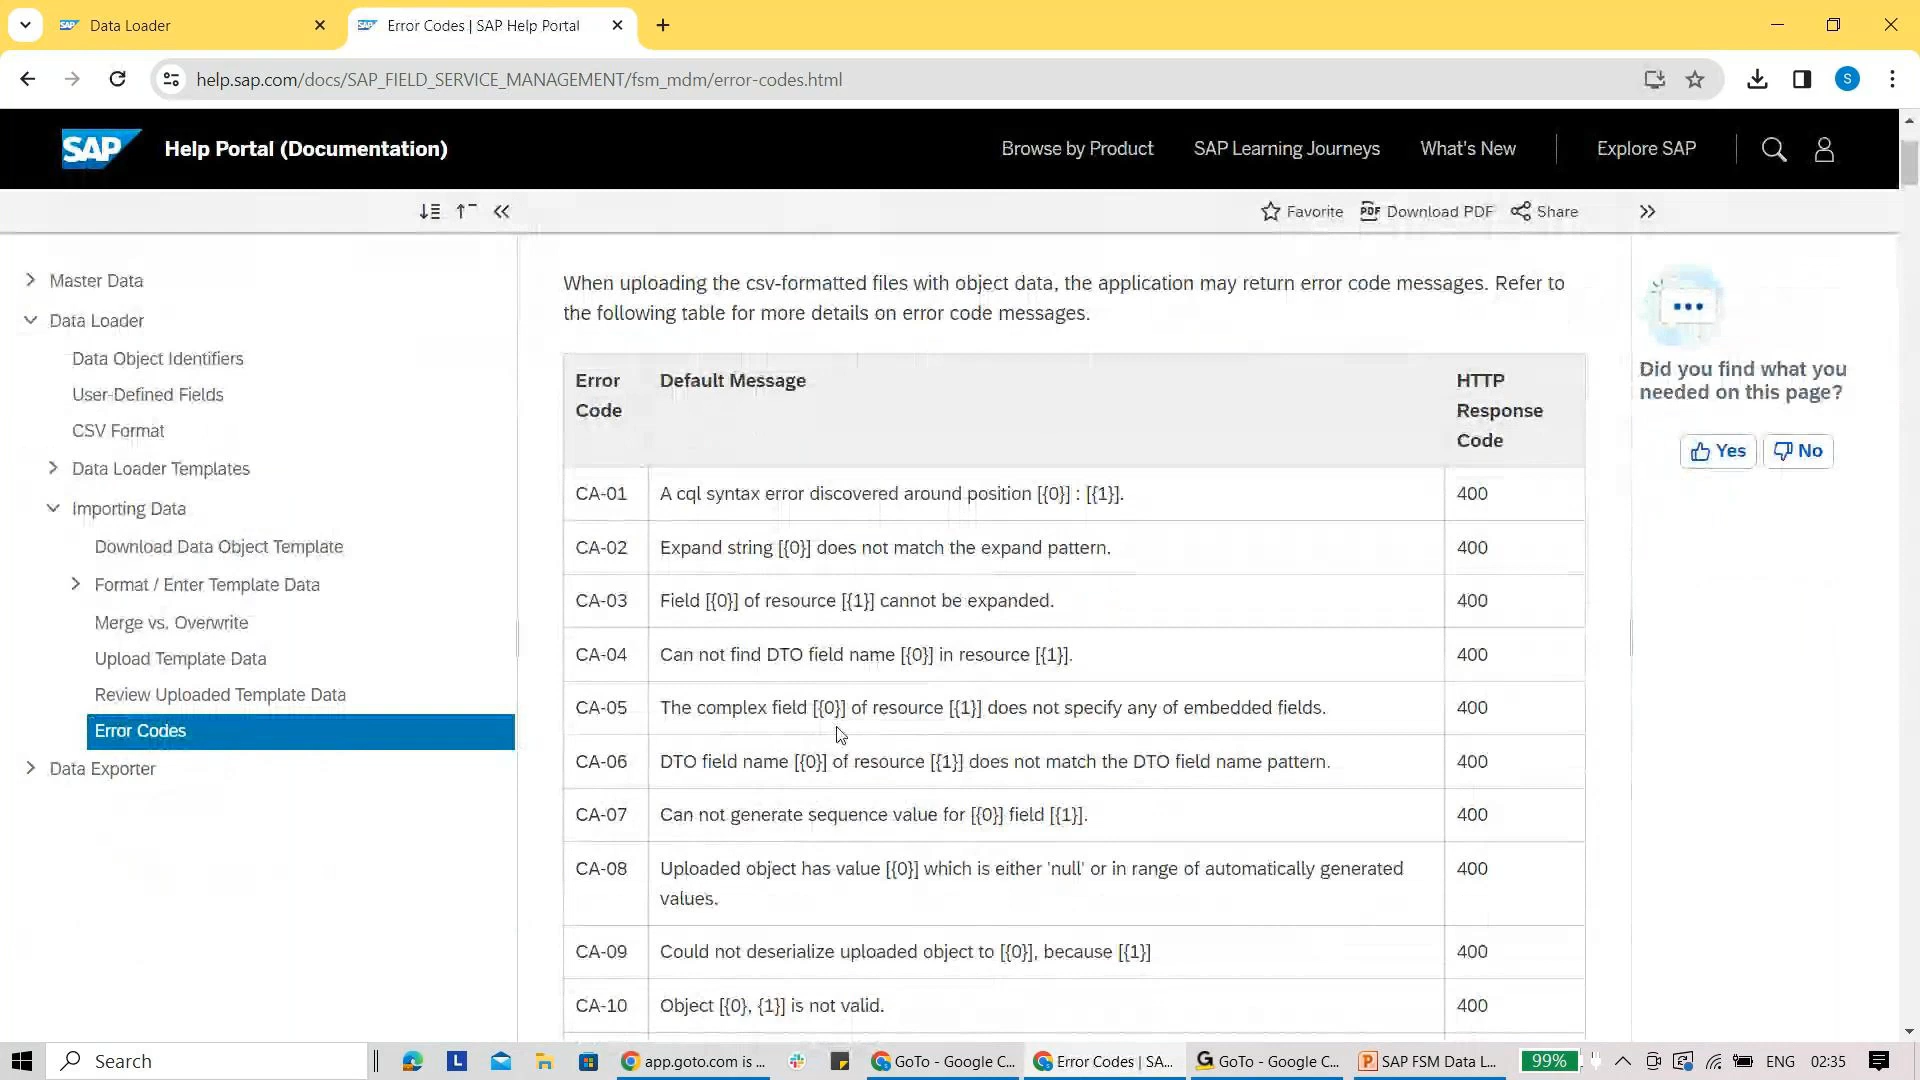 Data Loader
Error Codes | SAP Help Portal
help.sap.com/docs/SAP_FIELD_SERVICE_MANAGEMENT/fsm_mdm/error-codes.html
S
SAP
Help Portal (Documentation)
Browse by Product
SAP Learning Journeys
What's New
Explore SAP
Favorite
PDF
Download PDF
Share
Master Data
Data Loader
Data Object Identifiers
User-Defined Fields
CSV Format
Data Loader Templates
Importing Data
Download Data Object Template
Format / Enter Template Data
Merge vs. Overwrite
Upload Template Data
Review Uploaded Template Data
Error Codes
Data Exporter
When uploading the csv-formatted files with object data, the application may return error code messages. Refer to
the following table for more details on error code messages.
Error
Code
Default Message
HTTP
Response
Code
CA-01 A cql syntax error discovered around position [{0}] : [{1}]. 400
CA-02 Expand string [{0}] does not match the expand pattern. 400
CA-03 Field [{0}] of resource [{1}] cannot be expanded. 400
CA-04 Can not find DTO field name [{0}] in resource [{1}]. 400
CA-05 The complex field [{0}] of resource [{1}] does not specify any of embedded fields. 400
CA-06 DTO field name [{0}] of resource [{1}] does not match the DTO field name pattern. 400
CA-07 Can not generate sequence value for [{0}] field [{1}]. 400
CA-08 Uploaded object has value [{0}] which is either 'null' or in range of automatically generated 400
values.
CA-09 Could not deserialize uploaded object to [{0}], because [{1}] 400
CA-10 Object [{0}, {1}] is not valid. 400
Did you find what you
needed on this page?
Yes
No
Search
L
app.goto.com is ...
GoTo - Google C...
Error Codes | SA...
GoTo - Google C...
SAP FSM Data L...
99%
ENG
02:35